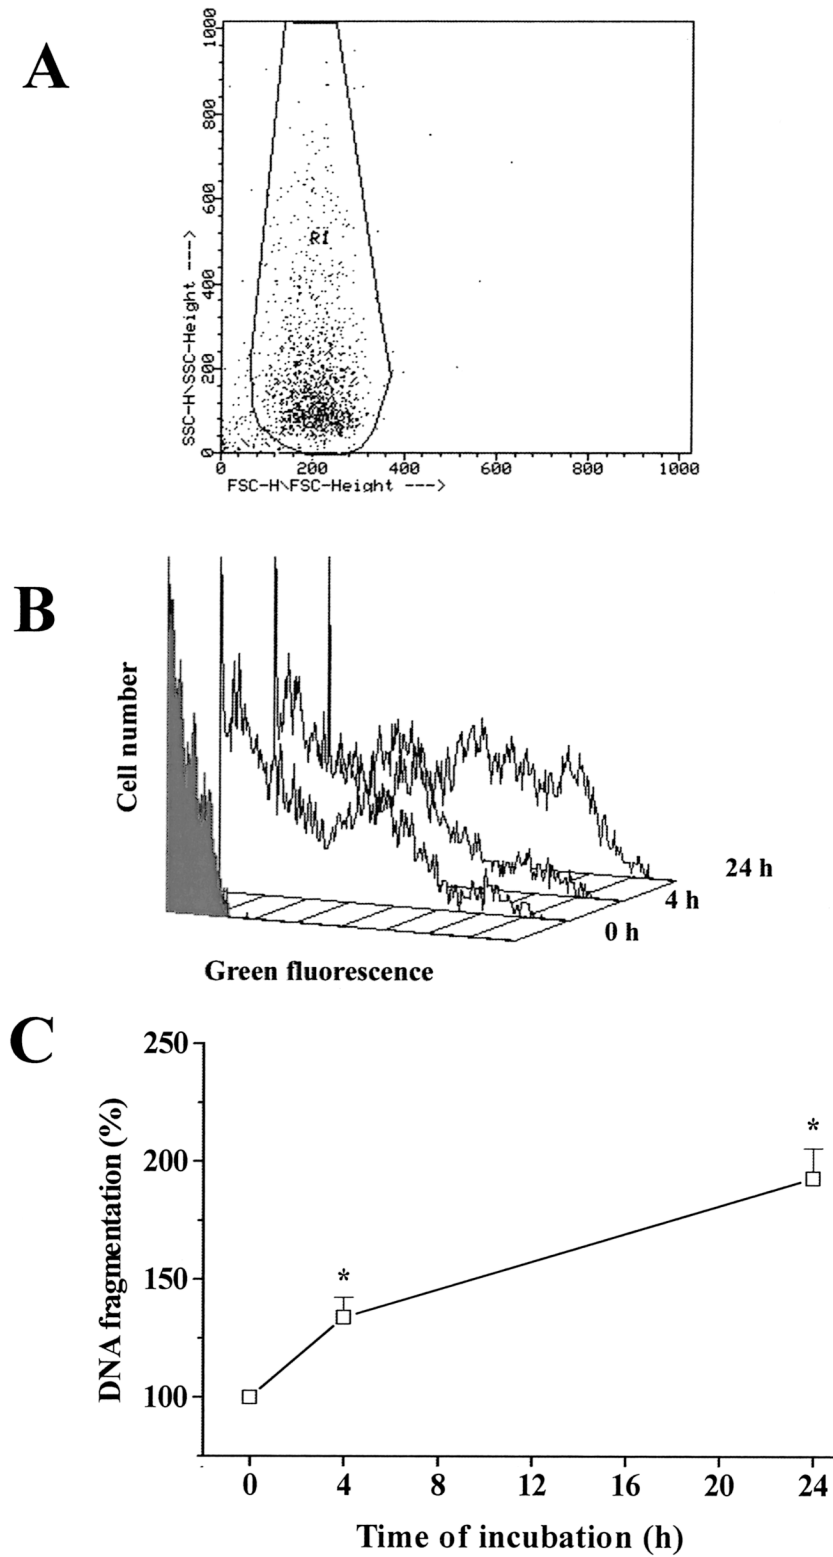 A
1000
800
600
400
200
0
SSC-H\SSC-Height --->
R1
0 200 400 600 800 1000
FSC-H\FSC-Height --->
B
Cell number
24 h
4 h
0 h
Green fluorescence
C
250
200
150
100
DNA fragmentation (%)
*
*
0 4 8 12 16 20 24
Time of incubation (h)